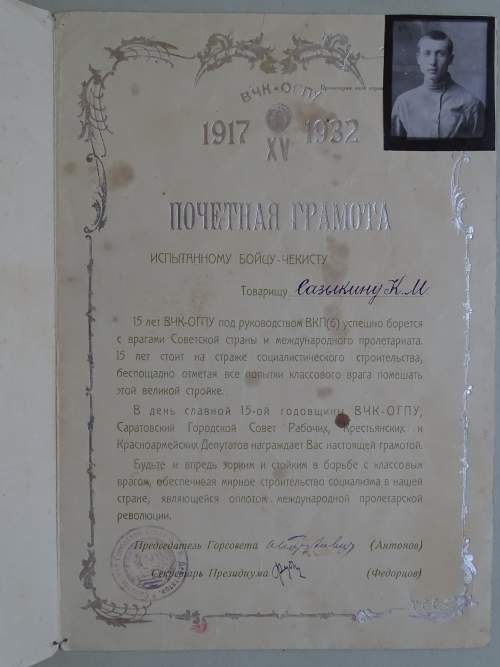 ВЧК-ОГПУ
1917 1932
XV
ПОЧЕТНАЯ ГРАМОТА
ИСПЫТАННОМУ БОЙЦУ-ЧЕКИСТУ
Товарищу Сазыкину К.М
15 лет ВЧК-ОГПУ под руководством ВКП(б) успешно борется
с врагами Советской страны и международного пролетариата.
15 лет стоит на страже социалистического строительства,
беспощадно отметая все попытки классового врага помешать
этой великой стройке.
В день славной 15-ой годовщины ВЧК-ОГПУ,
Саратовский Городской Совет Рабочих, Крестьянских и
Красноармейских Депутатов награждает Вас настоящей грамотой.
Будьте и впредь зорким и стойким в борьбе с классовым
врагом, обеспечивая мирное строительство социализма в нашей
стране, являющейся оплотом международной пролетарской
революции.
Председатель Горсовета (Антонов)
Секретарь Президиума (Федорцов)